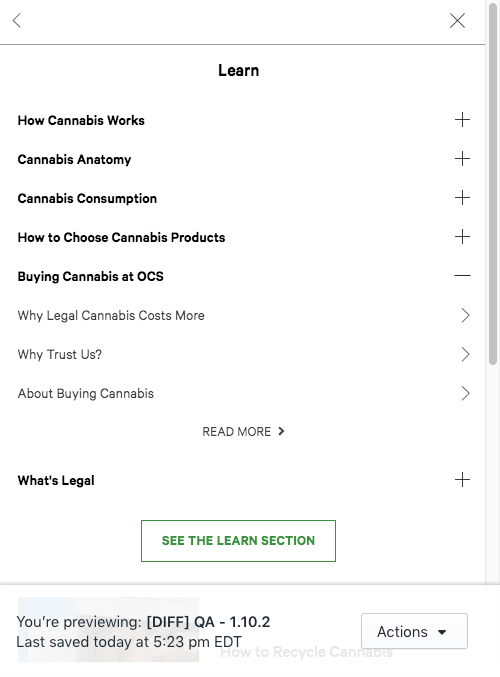 Learn
How Cannabis Works
Cannabis Anatomy
Cannabis Consumption
How to Choose Cannabis Products
Buying Cannabis at OCS
Why Legal Cannabis Costs More
Why Trust Us?
About Buying Cannabis
READ MORE
What's Legal
SEE THE LEARN SECTION
You’re previewing: [DIFF] QA - 1.10.2
Last saved today at 5:23 pm EDT
Actions
How to Recycle Cannabis